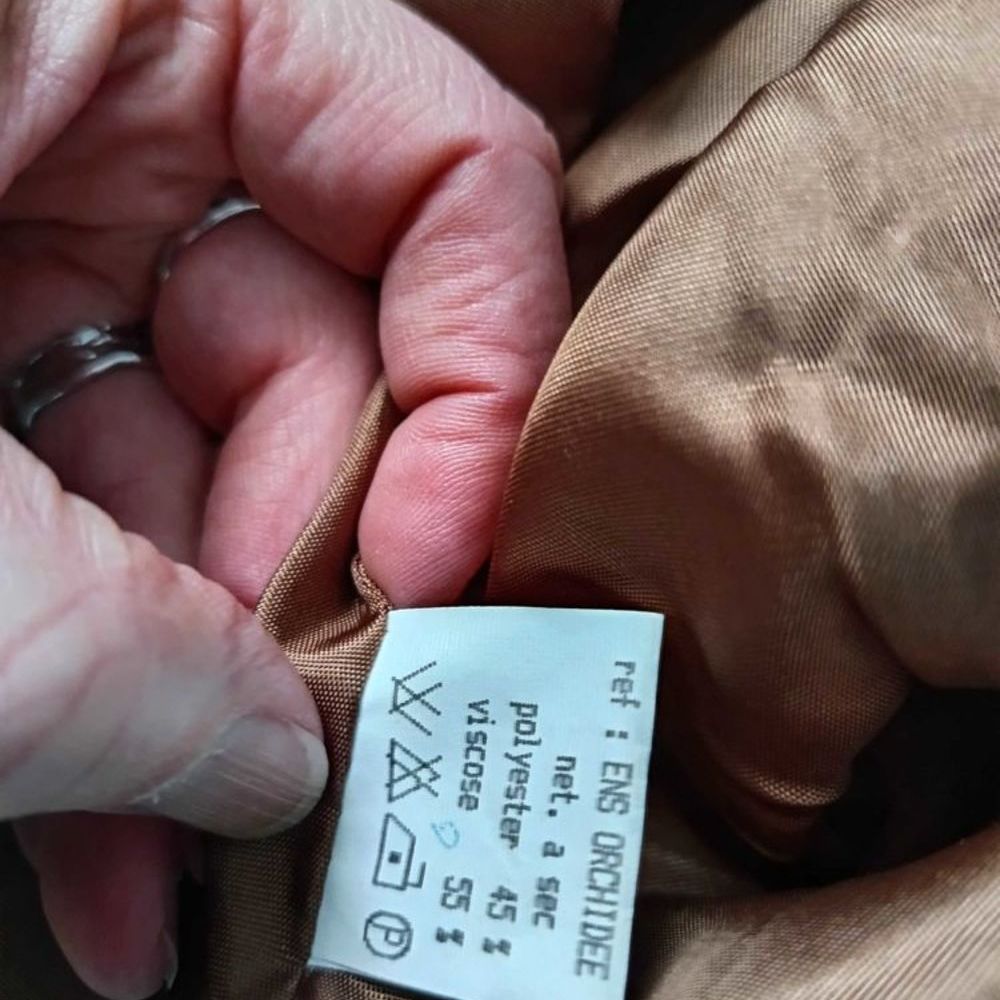 ref : ENS ORCHIDEE
net. a sec
polyester 45 %
viscose 55 %
P